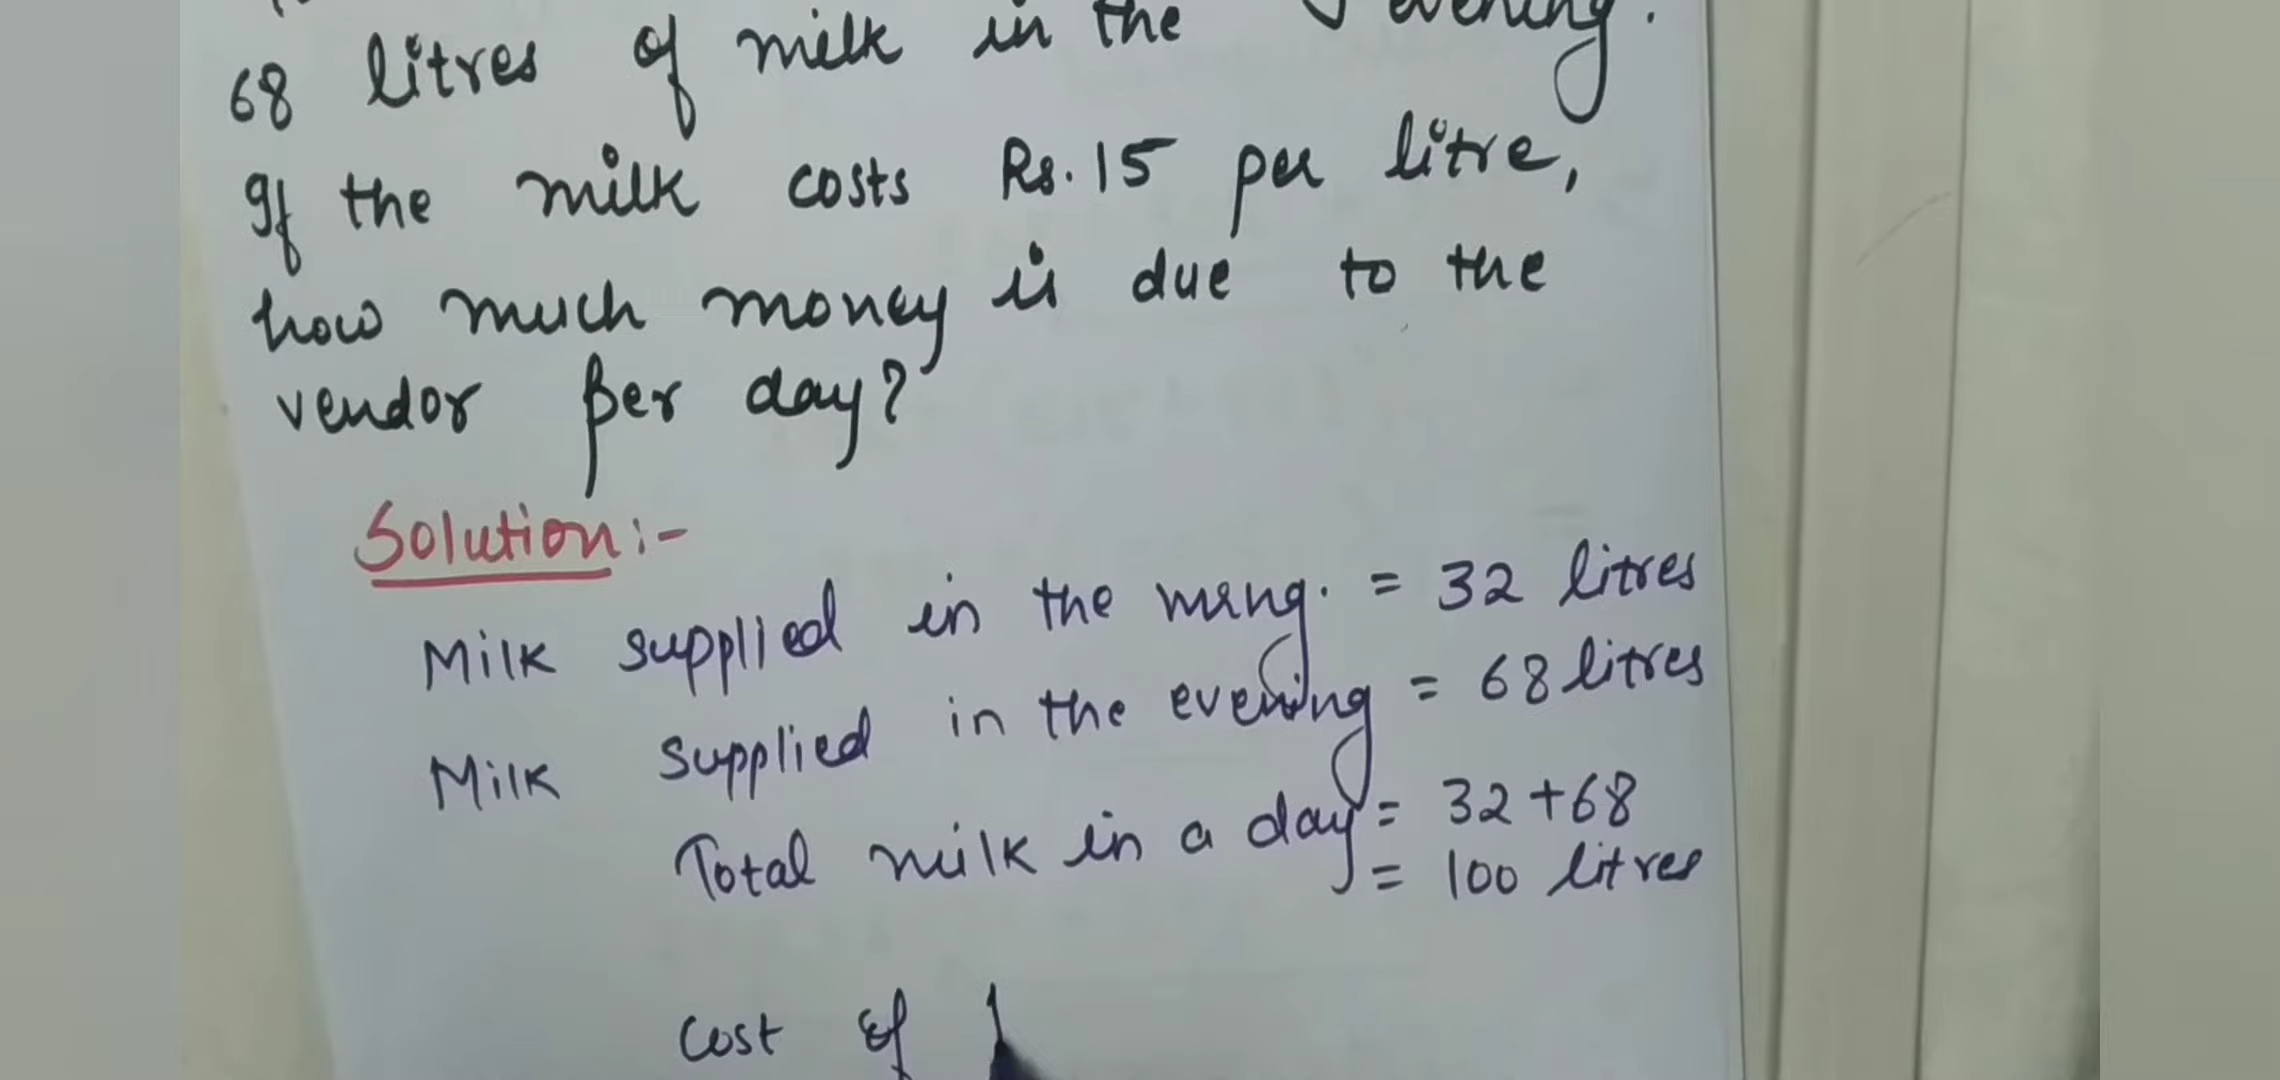 68 litres of milk in the evening.
If the milk costs Rs. 15 per litre,
how much money is due to the
vendor per day?
Solution:-
Milk supplied in the mrng. = 32 litres
Milk supplied in the evening = 68 litres
Total milk in a day = 32 + 68
= 100 litres
Cost of 1